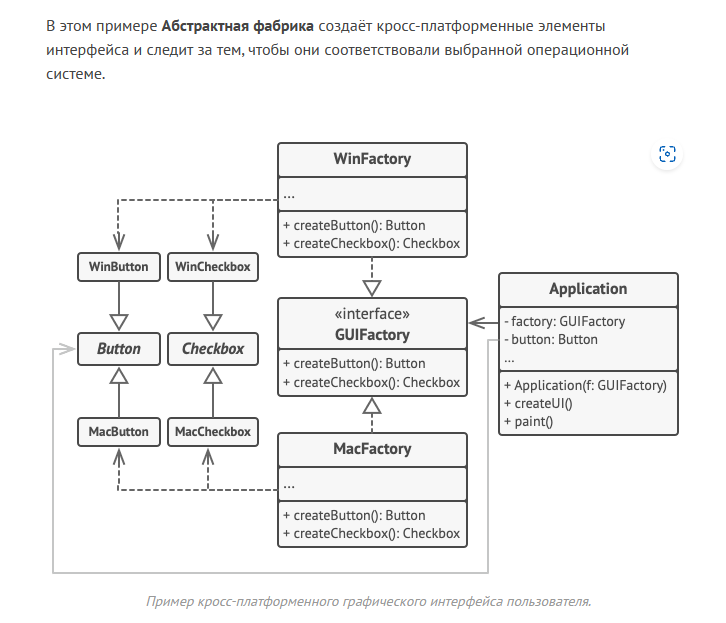 В этом примере Абстрактная фабрика создаёт кросс-платформенные элементы
интерфейса и следит за тем, чтобы они соответствовали выбранной операционной
системе.
WinFactory
...
+ createButton(): Button
+ createCheckbox(): Checkbox
WinButton
WinCheckbox
Button
Checkbox
MacButton
MacCheckbox
«interface»
GUIFactory
+ createButton(): Button
+ createCheckbox(): Checkbox
Application
- factory: GUIFactory
- button: Button
...
+ Application(f: GUIFactory)
+ createUI()
+ paint()
MacFactory
...
+ createButton(): Button
+ createCheckbox(): Checkbox
Пример кросс-платформенного графического интерфейса пользователя.